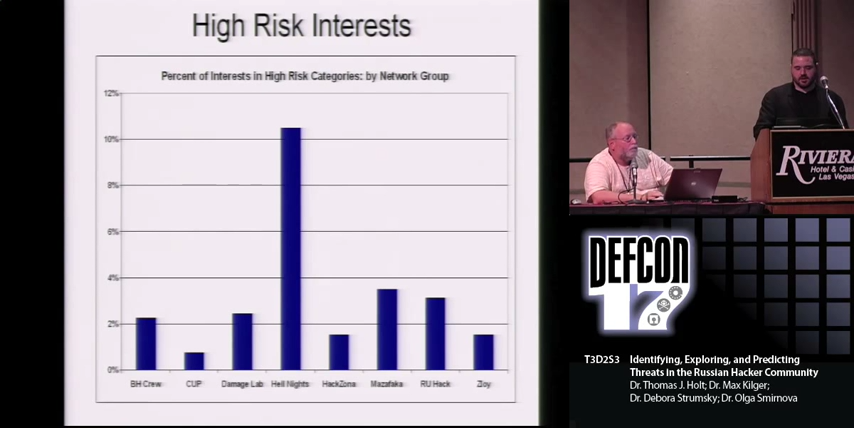 High Risk Interests
Percent of Interests in High Risk Categories: by Network Group
12%
10%
8%
6%
4%
2%
0%
BH Crew CUP Damage Lab Hell Nights HackZona Mazafaka RU Hack Zloy
RIVIERA
Hotel & Casi
Las Vegas
DEFCON
17
T3D2S3 Identifying, Exploring, and Predicting
Threats in the Russian Hacker Community
Dr. Thomas J. Holt; Dr. Max Kilger;
Dr. Debora Strumsky; Dr. Olga Smirnova